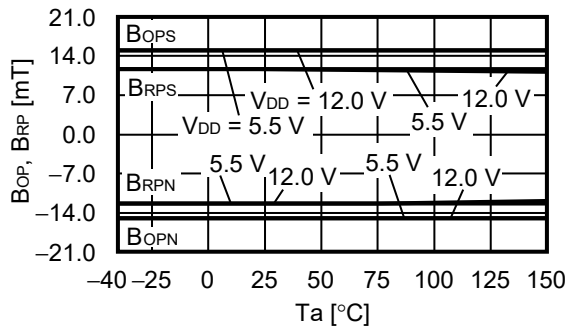 21.0
BOPS
14.0
BRPS
7.0
VDD = 12.0 V
12.0 V
VDD = 5.5 V
5.5 V
0.0
BOP, BRP [mT]
−7.0
5.5 V
5.5 V
BRPN
12.0 V
12.0 V
−14.0
BOPN
−21.0
−40 −25 0 25 50 75 100 125 150
Ta [°C]